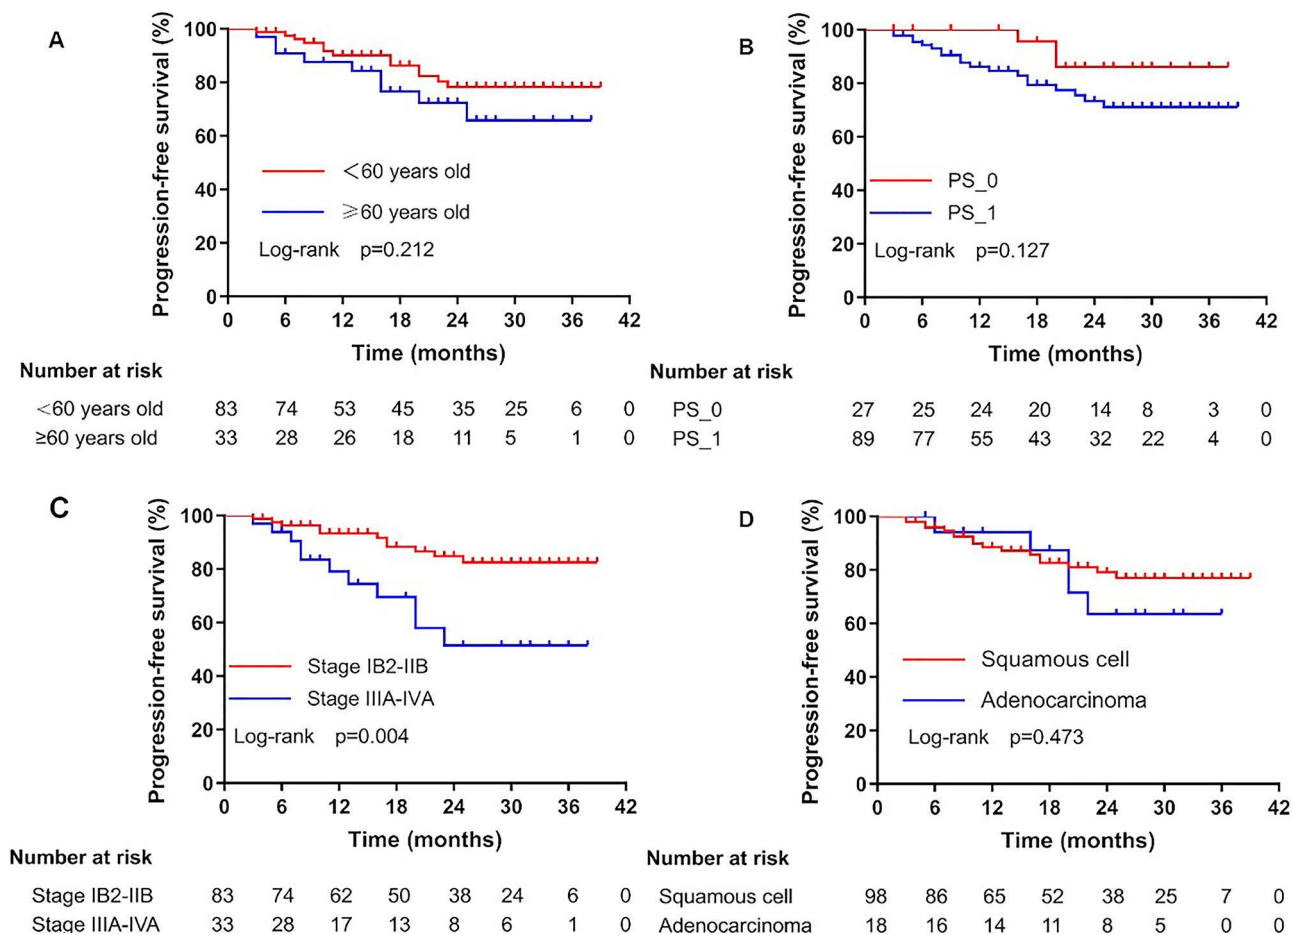 A
Progression-free survival (%)
100
80
60
40
20
0
<60 years old
⩾60 years old
Log-rank p=0.212
0 6 12 18 24 30 36 42
Time (months)
Number at risk
<60 years old 83 74 53 45 35 25 6 0
≥60 years old 33 28 26 18 11 5 1 0
B
Progression-free survival (%)
100
80
60
40
20
0
PS_0
PS_1
Log-rank p=0.127
0 6 12 18 24 30 36 42
Time (months)
Number at risk
PS_0 27 25 24 20 14 8 3 0
PS_1 89 77 55 43 32 22 4 0
C
Progression-free survival (%)
100
80
60
40
20
0
Stage IB2-IIB
Stage IIIA-IVA
Log-rank p=0.004
0 6 12 18 24 30 36 42
Time (months)
Number at risk
Stage IB2-IIB 83 74 62 50 38 24 6 0
Stage IIIA-IVA 33 28 17 13 8 6 1 0
D
Progression-free survival (%)
100
80
60
40
20
0
Squamous cell
Adenocarcinoma
Log-rank p=0.473
0 6 12 18 24 30 36 42
Time (months)
Number at risk
Squamous cell 98 86 65 52 38 25 7 0
Adenocarcinoma 18 16 14 11 8 5 0 0